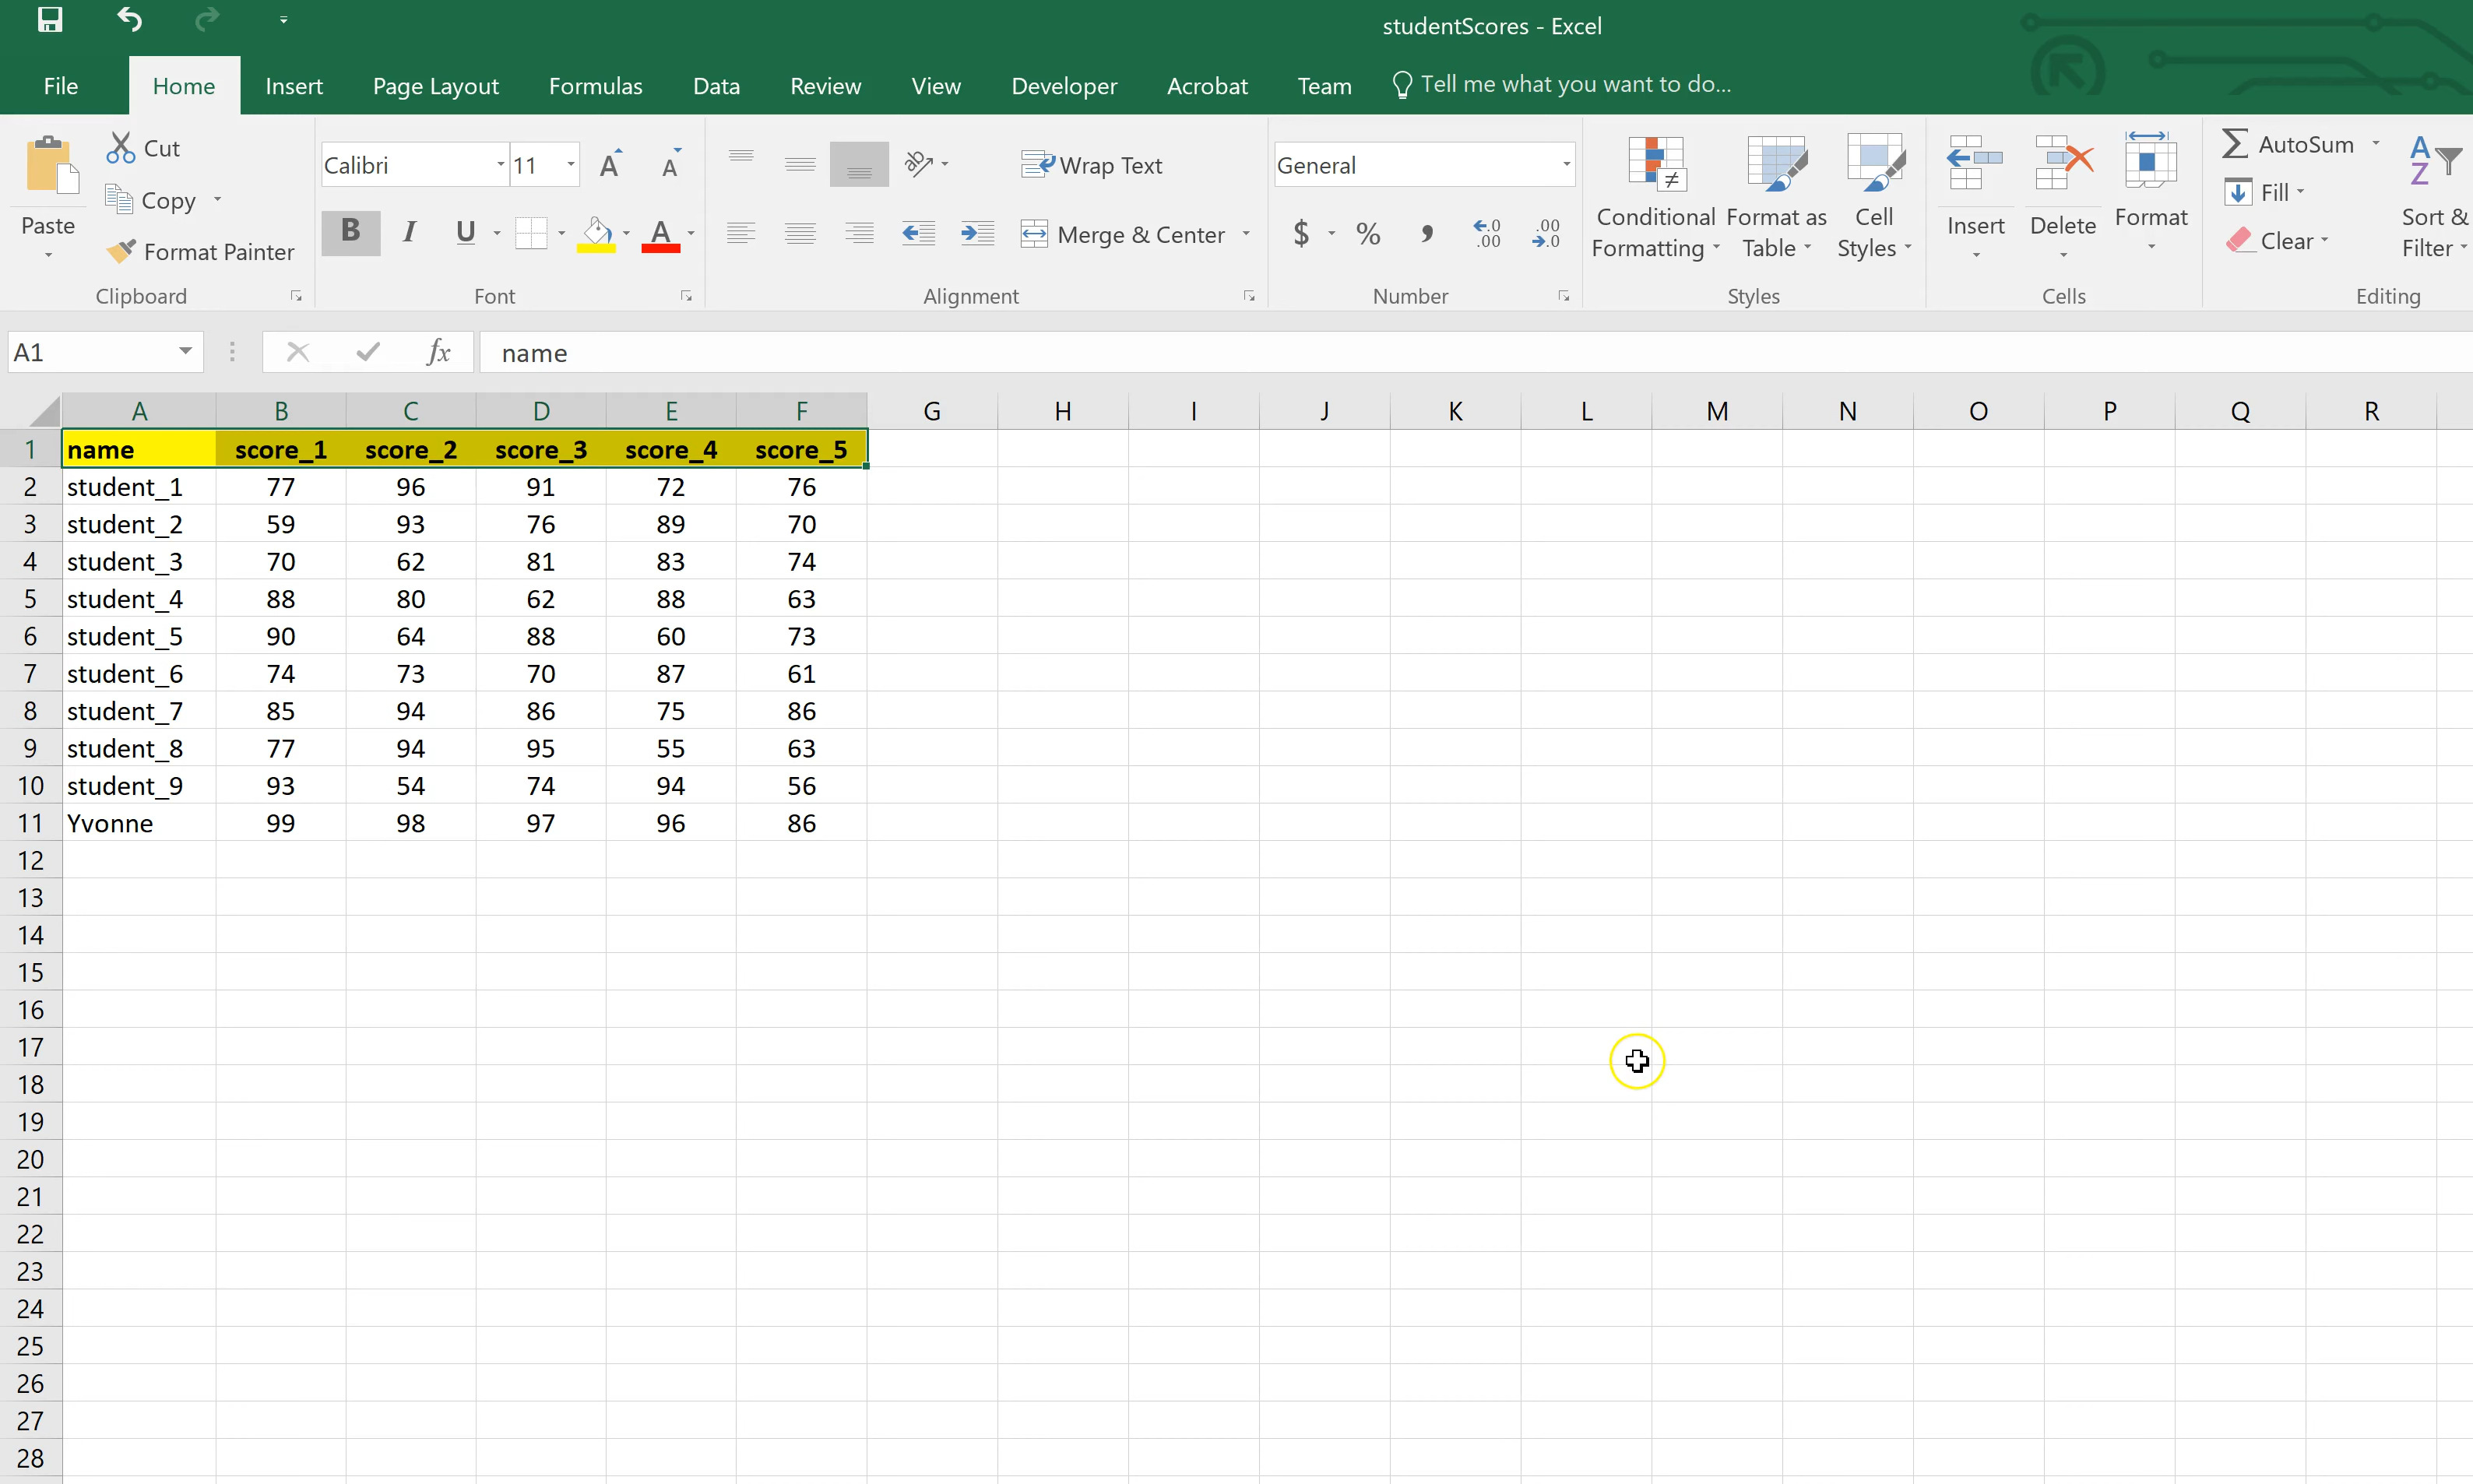 studentScores - Excel
File Home Insert Page Layout Formulas Data Review View Developer Acrobat Team Tell me what you want to do...
Paste Cut Copy Format Painter
Clipboard
Calibri 11
B I U A
Font
Wrap Text
Merge & Center
Alignment
General
$ % , .00 .0
Number
Conditional Formatting
Format as Table
Cell Styles
Styles
Insert Delete Format
Cells
AutoSum
Fill
Clear
Sort & Filter
Editing
A1 fx name
A B C D E F G H I J K L M N O P Q R
1 name score_1 score_2 score_3 score_4 score_5
2 student_1 77 96 91 72 76
3 student_2 59 93 76 89 70
4 student_3 70 62 81 83 74
5 student_4 88 80 62 88 63
6 student_5 90 64 88 60 73
7 student_6 74 73 70 87 61
8 student_7 85 94 86 75 86
9 student_8 77 94 95 55 63
10 student_9 93 54 74 94 56
11 Yvonne 99 98 97 96 86
12
13
14
15
16
17
18
19
20
21
22
23
24
25
26
27
28